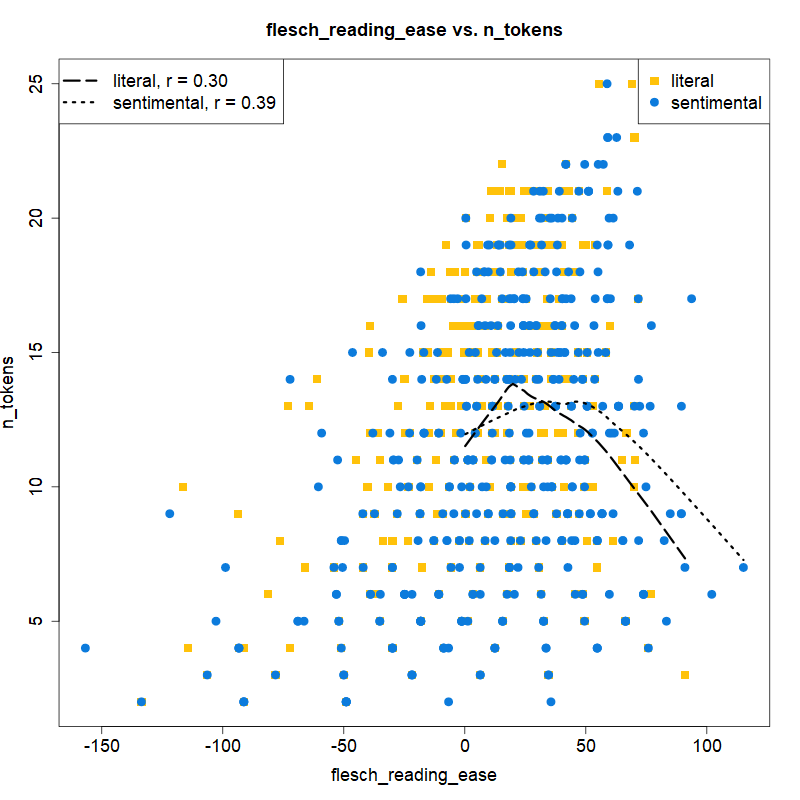 flesch_reading_ease vs. n_tokens
literal, r = 0.30
sentimental, r = 0.39
literal
sentimental
25
20
15
10
5
n_tokens
-150 -100 -50 0 50 100
flesch_reading_ease